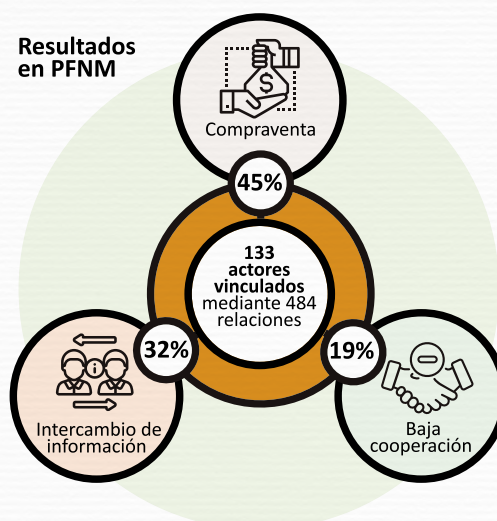 Resultados
en PFNM
$
Compraventa
45%
133
actores
vinculados
mediante 484
relaciones
32%
19%
i
Intercambio de
información
Baja
cooperación